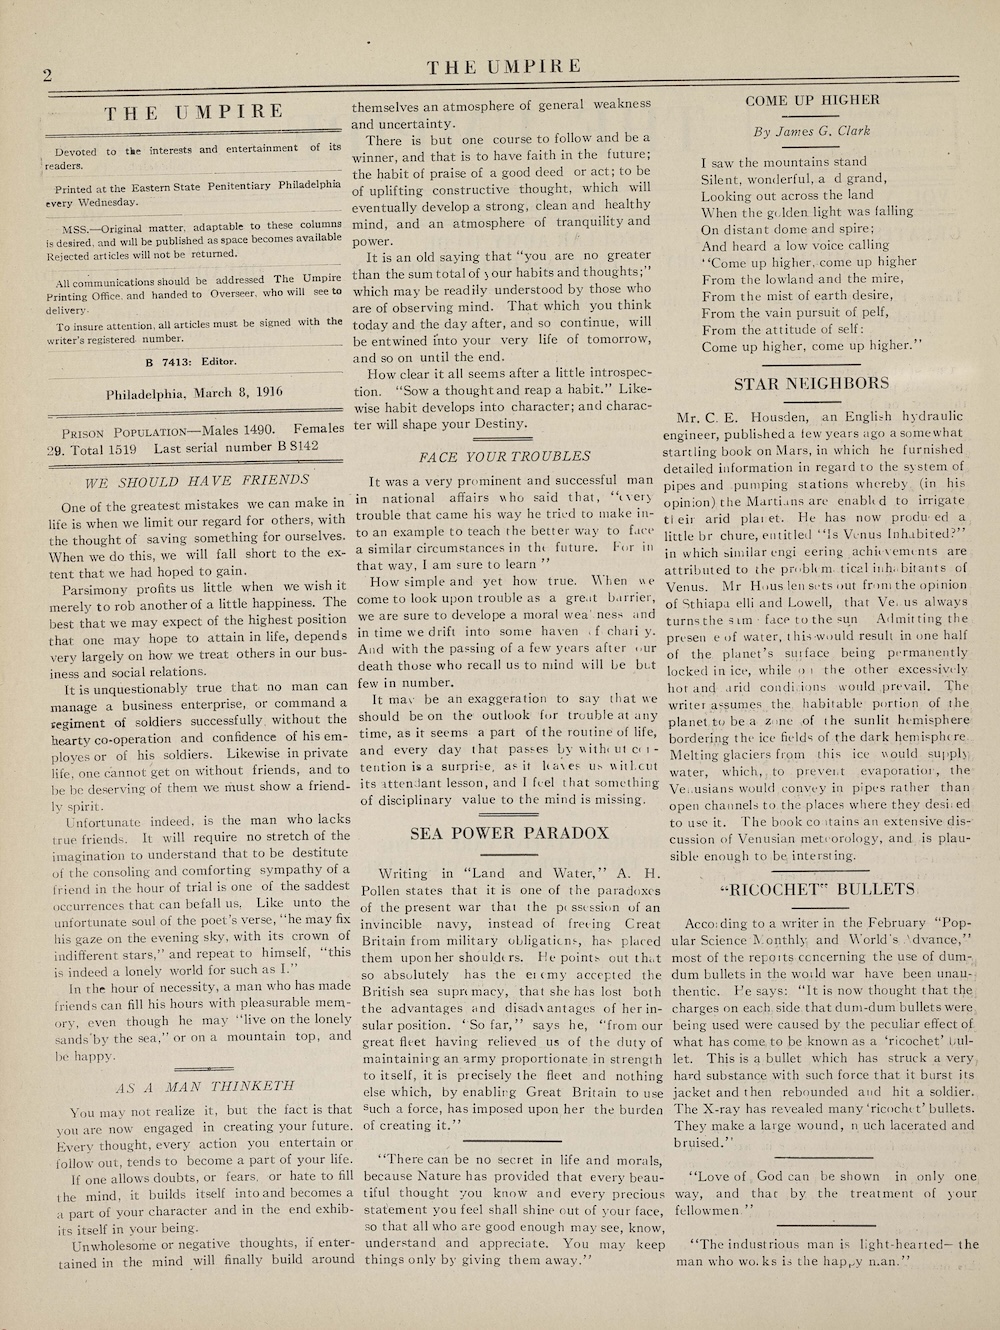 2
THE UMPIRE
THE UMPIRE
Devoted to the interests and entertainment of its
readers.
Printed at the Eastern State Penitentiary Philadelphia
every Wednesday.
MSS.—Original matter, adaptable to these columns
is desired, and will be published as space becomes available
Rejected articles will not be returned.
All communications should be addressed The Umpire
Printing Office, and handed to Overseer, who will see to
delivery.
To insure attention, all articles must be signed with the
writer's registered number.
B 7413: Editor.
Philadelphia, March 8, 1916
PRISON POPULATION—Males 1490. Females
29. Total 1519 Last serial number B 8142
WE SHOULD HAVE FRIENDS
One of the greatest mistakes we can make in
life is when we limit our regard for others, with
the thought of saving something for ourselves.
When we do this, we will fall short to the ex-
tent that we had hoped to gain.
Parsimony profits us little when we wish it
merely to rob another of a little happiness. The
best that we may expect of the highest position
that one may hope to attain in life, depends
very largely on how we treat others in our bus-
iness and social relations.
It is unquestionably true that no man can
manage a business enterprise, or command a
regiment of soldiers successfully without the
hearty co-operation and confidence of his em-
ployes or of his soldiers. Likewise in private
life, one cannot get on without friends, and to
be be deserving of them we must show a friend-
ly spirit.
Unfortunate indeed, is the man who lacks
true friends. It will require no stretch of the
imagination to understand that to be destitute
of the consoling and comforting sympathy of a
friend in the hour of trial is one of the saddest
occurrences that can befall us. Like unto the
unfortunate soul of the poet's verse, "he may fix
his gaze on the evening sky, with its crown of
indifferent stars," and repeat to himself, "this
is indeed a lonely world for such as I."
In the hour of necessity, a man who has made
friends can fill his hours with pleasurable mem-
ory, even though he may "live on the lonely
sands by the sea," or on a mountain top, and
be happy.
AS A MAN THINKETH
You may not realize it, but the fact is that
you are now engaged in creating your future.
Every thought, every action you entertain or
follow out, tends to become a part of your life.
If one allows doubts, or fears, or hate to fill
the mind, it builds itself into and becomes a
a part of your character and in the end exhib-
its itself in your being.
Unwholesome or negative thoughts, if enter-
tained in the mind will finally build around
themselves an atmosphere of general weakness
and uncertainty.
There is but one course to follow and be a
winner, and that is to have faith in the future;
the habit of praise of a good deed or act; to be
of uplifting constructive thought, which will
eventually develop a strong, clean and healthy
mind, and an atmosphere of tranquility and
power.
It is an old saying that "you are no greater
than the sum total of your habits and thoughts;"
which may be readily understood by those who
are of observing mind. That which you think
today and the day after, and so continue, will
be entwined into your very life of tomorrow,
and so on until the end.
How clear it all seems after a little introspec-
tion. "Sow a thought and reap a habit." Like-
wise habit develops into character; and charac-
ter will shape your Destiny.
FACE YOUR TROUBLES
It was a very prominent and successful man
in national affairs who said that, "every
trouble that came his way he tried to make in-
to an example to teach the better way to face
a similar circumstances in the future. For in
that way, I am sure to learn "
How simple and yet how true. When we
come to look upon trouble as a great barrier,
we are sure to develope a moral weakness and
in time we drift into some haven of charity.
And with the passing of a few years after our
death those who recall us to mind will be but
few in number.
It may be an exaggeration to say that we
should be on the outlook for trouble at any
time, as it seems a part of the routine of life,
and every day that passes by without con-
tention is a surprise, as it leaves us without
its attendant lesson, and I feel that something
of disciplinary value to the mind is missing.
SEA POWER PARADOX
Writing in "Land and Water," A. H.
Pollen states that it is one of the paradoxes
of the present war that the possession of an
invincible navy, instead of freeing Great
Britain from military obligations, has placed
them upon her shoulders. He points out that
so absolutely has the enemy accepted the
British sea supremacy, that she has lost both
the advantages and disadvantages of her in-
sular position. "So far," says he, "from our
great fleet having relieved us of the duty of
maintaining an army proportionate in strength
to itself, it is precisely the fleet and nothing
else which, by enabling Great Britain to use
such a force, has imposed upon her the burden
of creating it."
"There can be no secret in life and morals,
because Nature has provided that every beau-
tiful thought you know and every precious
statement you feel shall shine out of your face,
so that all who are good enough may see, know,
understand and appreciate. You may keep
things only by giving them away."
COME UP HIGHER
By James G. Clark
I saw the mountains stand
Silent, wonderful, a d grand,
Looking out across the land
When the golden light was falling
On distant dome and spire;
And heard a low voice calling
"Come up higher, come up higher
From the lowland and the mire,
From the mist of earth desire,
From the vain pursuit of pelf,
From the attitude of self:
Come up higher, come up higher."
STAR NEIGHBORS
Mr. C. E. Housden, an English hydraulic
engineer, published a few years ago a somewhat
startling book on Mars, in which he furnished
detailed information in regard to the system of
pipes and pumping stations whereby (in his
opinion) the Martians are enabled to irrigate
their arid planet. He has now produced a
little br chure, entitled "Is Venus Inhabited?"
in which similar engineering achievements are
attributed to the problematical inhabitants of
Venus. Mr Housden sets out from the opinion
of Sthiapa elli and Lowell, that Venus always
turns the same face to the sun Admitting the
presence of water, this would result in one half
of the planet's surface being permanently
locked in ice, while on the other excessively
hot and arid conditions would prevail. The
writer assumes the habitable portion of the
planet to be a zone of the sunlit hemisphere
bordering the ice fields of the dark hemisphere
Melting glaciers from this ice would supply
water, which, to prevent evaporation, the
Venusians would convey in pipes rather than
open channels to the places where they desired
to use it. The book contains an extensive dis-
cussion of Venusian meteorology, and is plau-
sible enough to be intersting.
"RICOCHET" BULLETS
According to a writer in the February "Pop-
ular Science Monthly and World's Advance,"
most of the reports concerning the use of dum-
dum bullets in the world war have been unau-
thentic. He says: "It is now thought that the
charges on each side that dum-dum bullets were
being used were caused by the peculiar effect of
what has come to be known as a 'ricochet' bul-
let. This is a bullet which has struck a very
hard substance with such force that it burst its
jacket and then rebounded and hit a soldier.
The X-ray has revealed many 'ricochet' bullets.
They make a large wound, much lacerated and
bruised."
"Love of God can be shown in only one
way, and that by the treatment of your
fellowmen "
"The industrious man is light-hearted— the
man who works is the happy man."